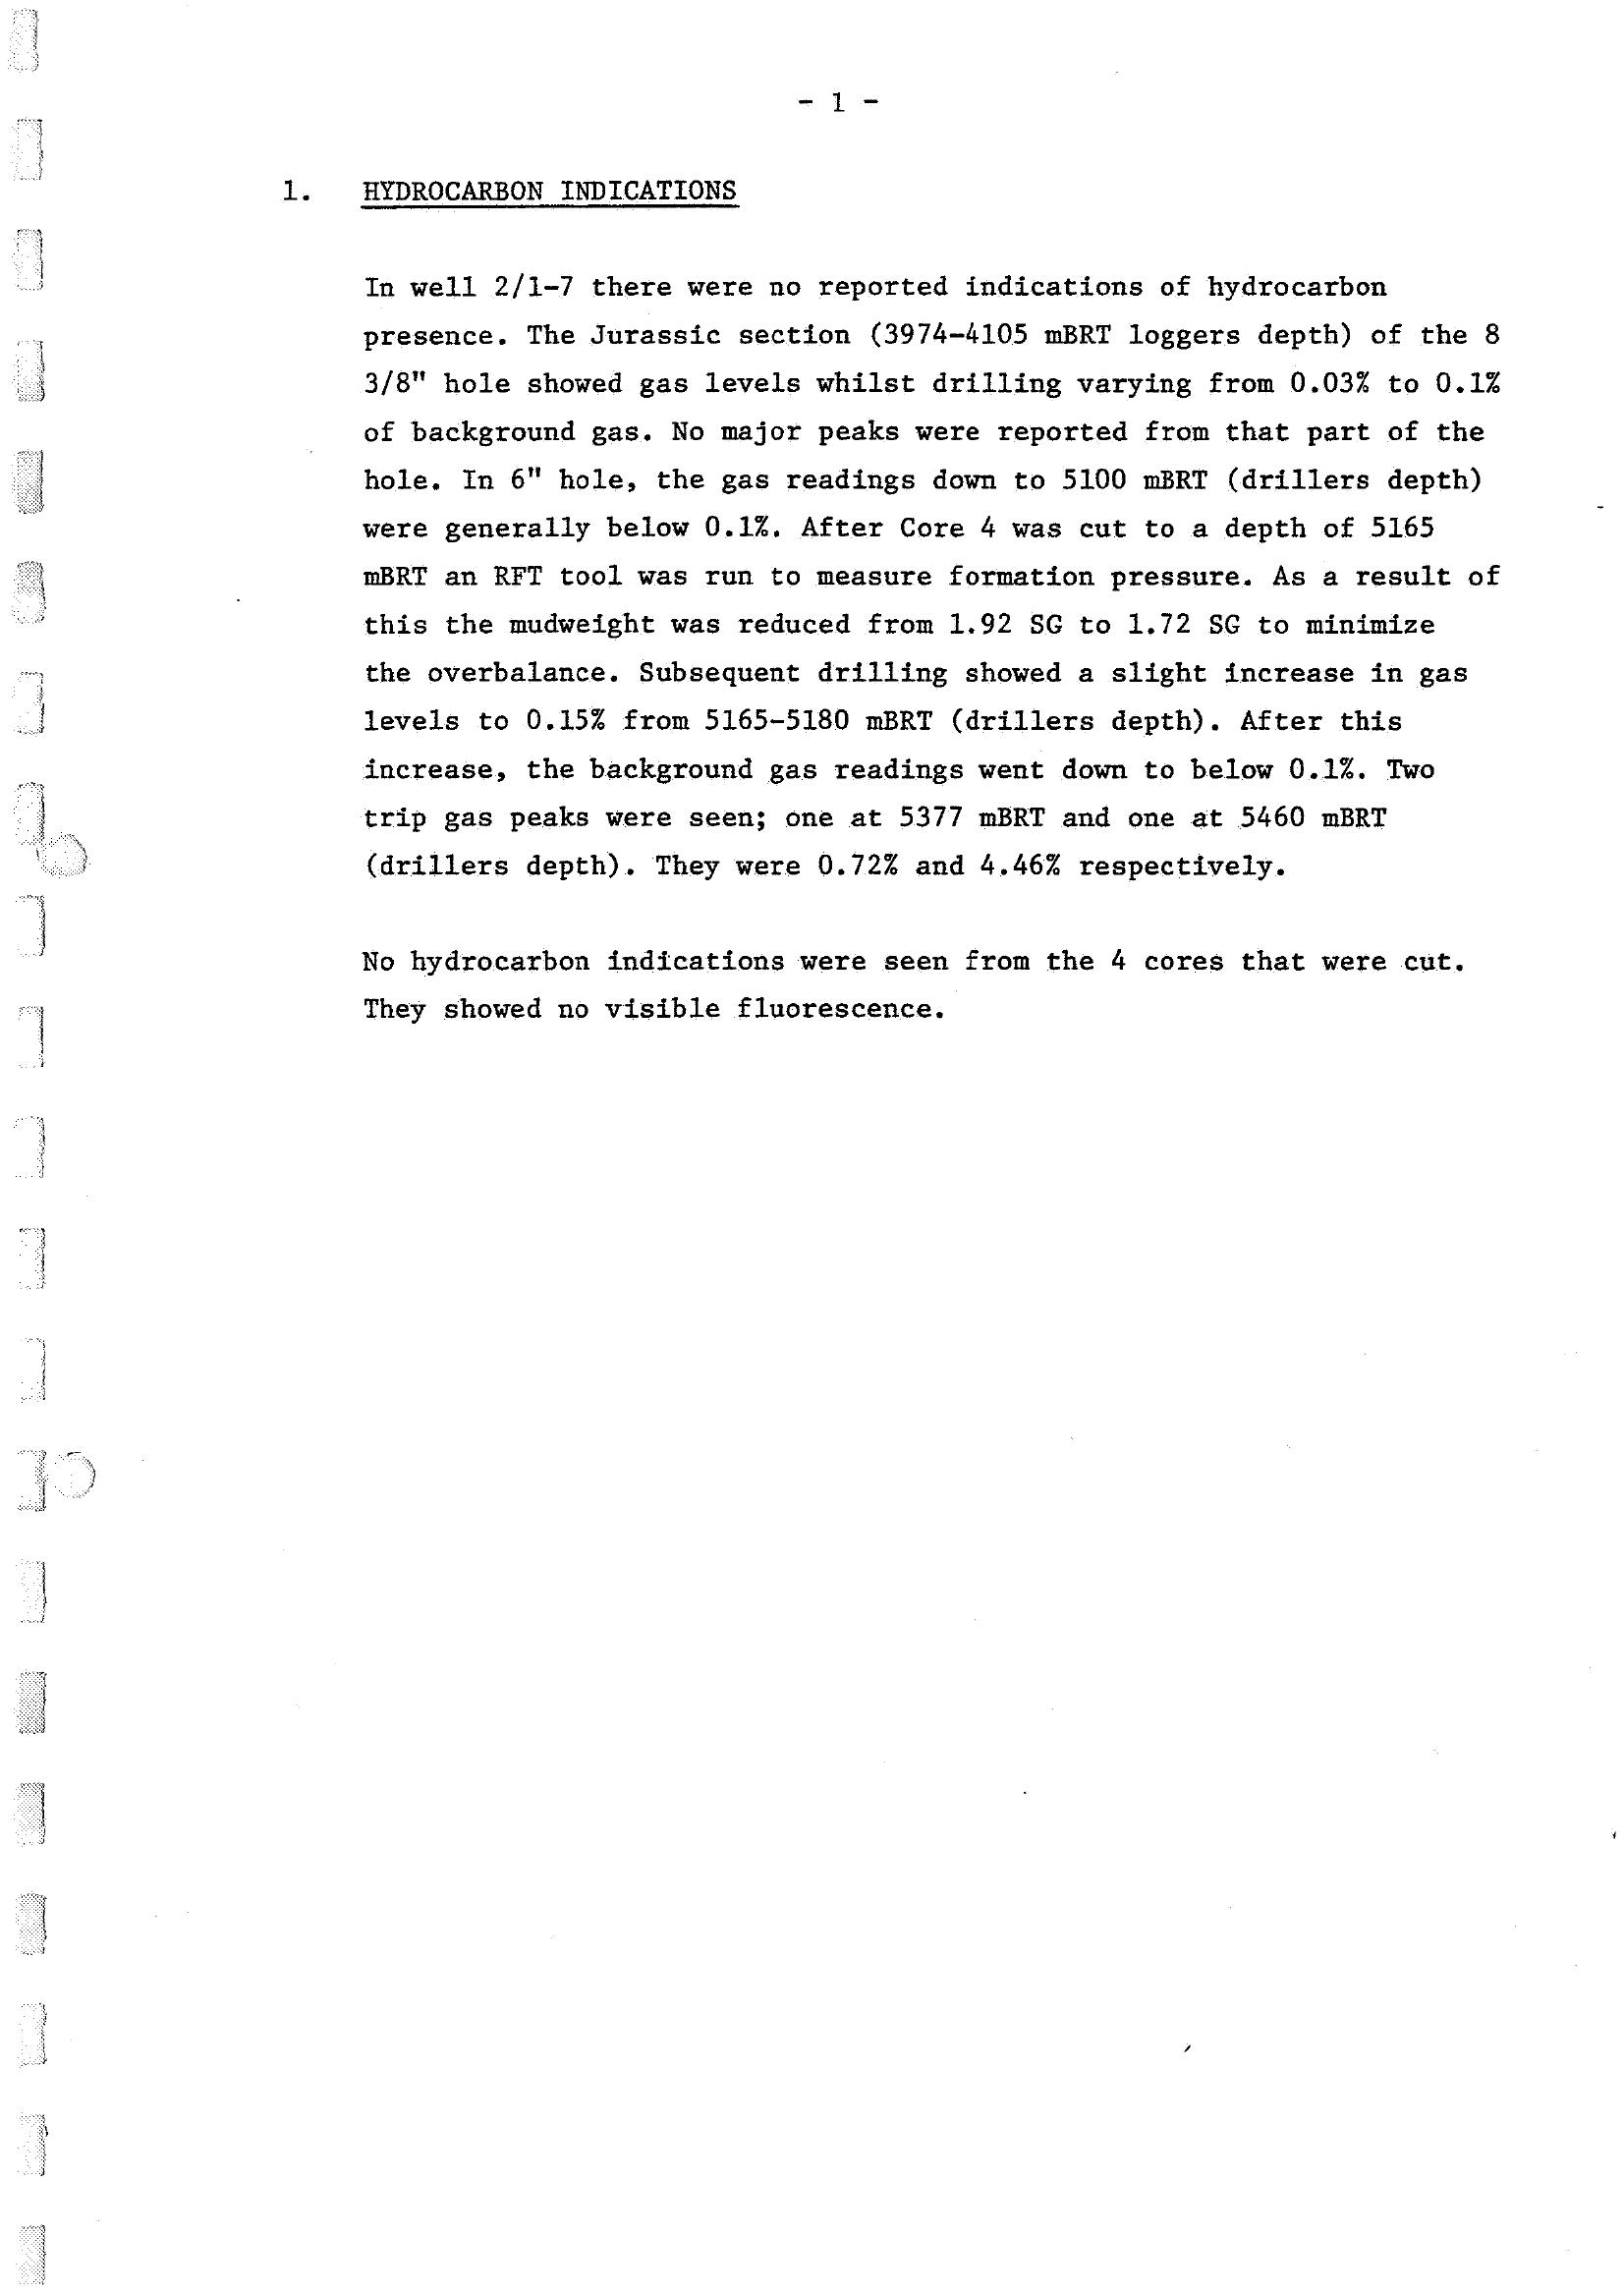 - 1 -
1. HYDROCARBON INDICATIONS
In well 2/1-7 there were no reported indications of hydrocarbon
presence. The Jurassic section (3974-4105 mBRT loggers depth) of the 8
3/8" hole showed gas levels whilst drilling varying from 0.03% to 0.1%
of background gas. No major peaks were reported from that part of the
hole. In 6" hole, the gas readings down to 5100 mBRT (drillers depth)
were generally below 0.1%. After Core 4 was cut to a depth of 5165
mBRT an RFT tool was run to measure formation pressure. As a result of
this the mudweight was reduced from 1.92 SG to 1.72 SG to minimize
the overbalance. Subsequent drilling showed a slight increase in gas
levels to 0.15% from 5165-5180 mBRT (drillers depth). After this
increase, the background gas readings went down to below 0.1%. Two
trip gas peaks were seen; one at 5377 mBRT and one at 5460 mBRT
(drillers depth). They were 0.72% and 4.46% respectively.
No hydrocarbon indications were seen from the 4 cores that were cut.
They showed no visible fluorescence.